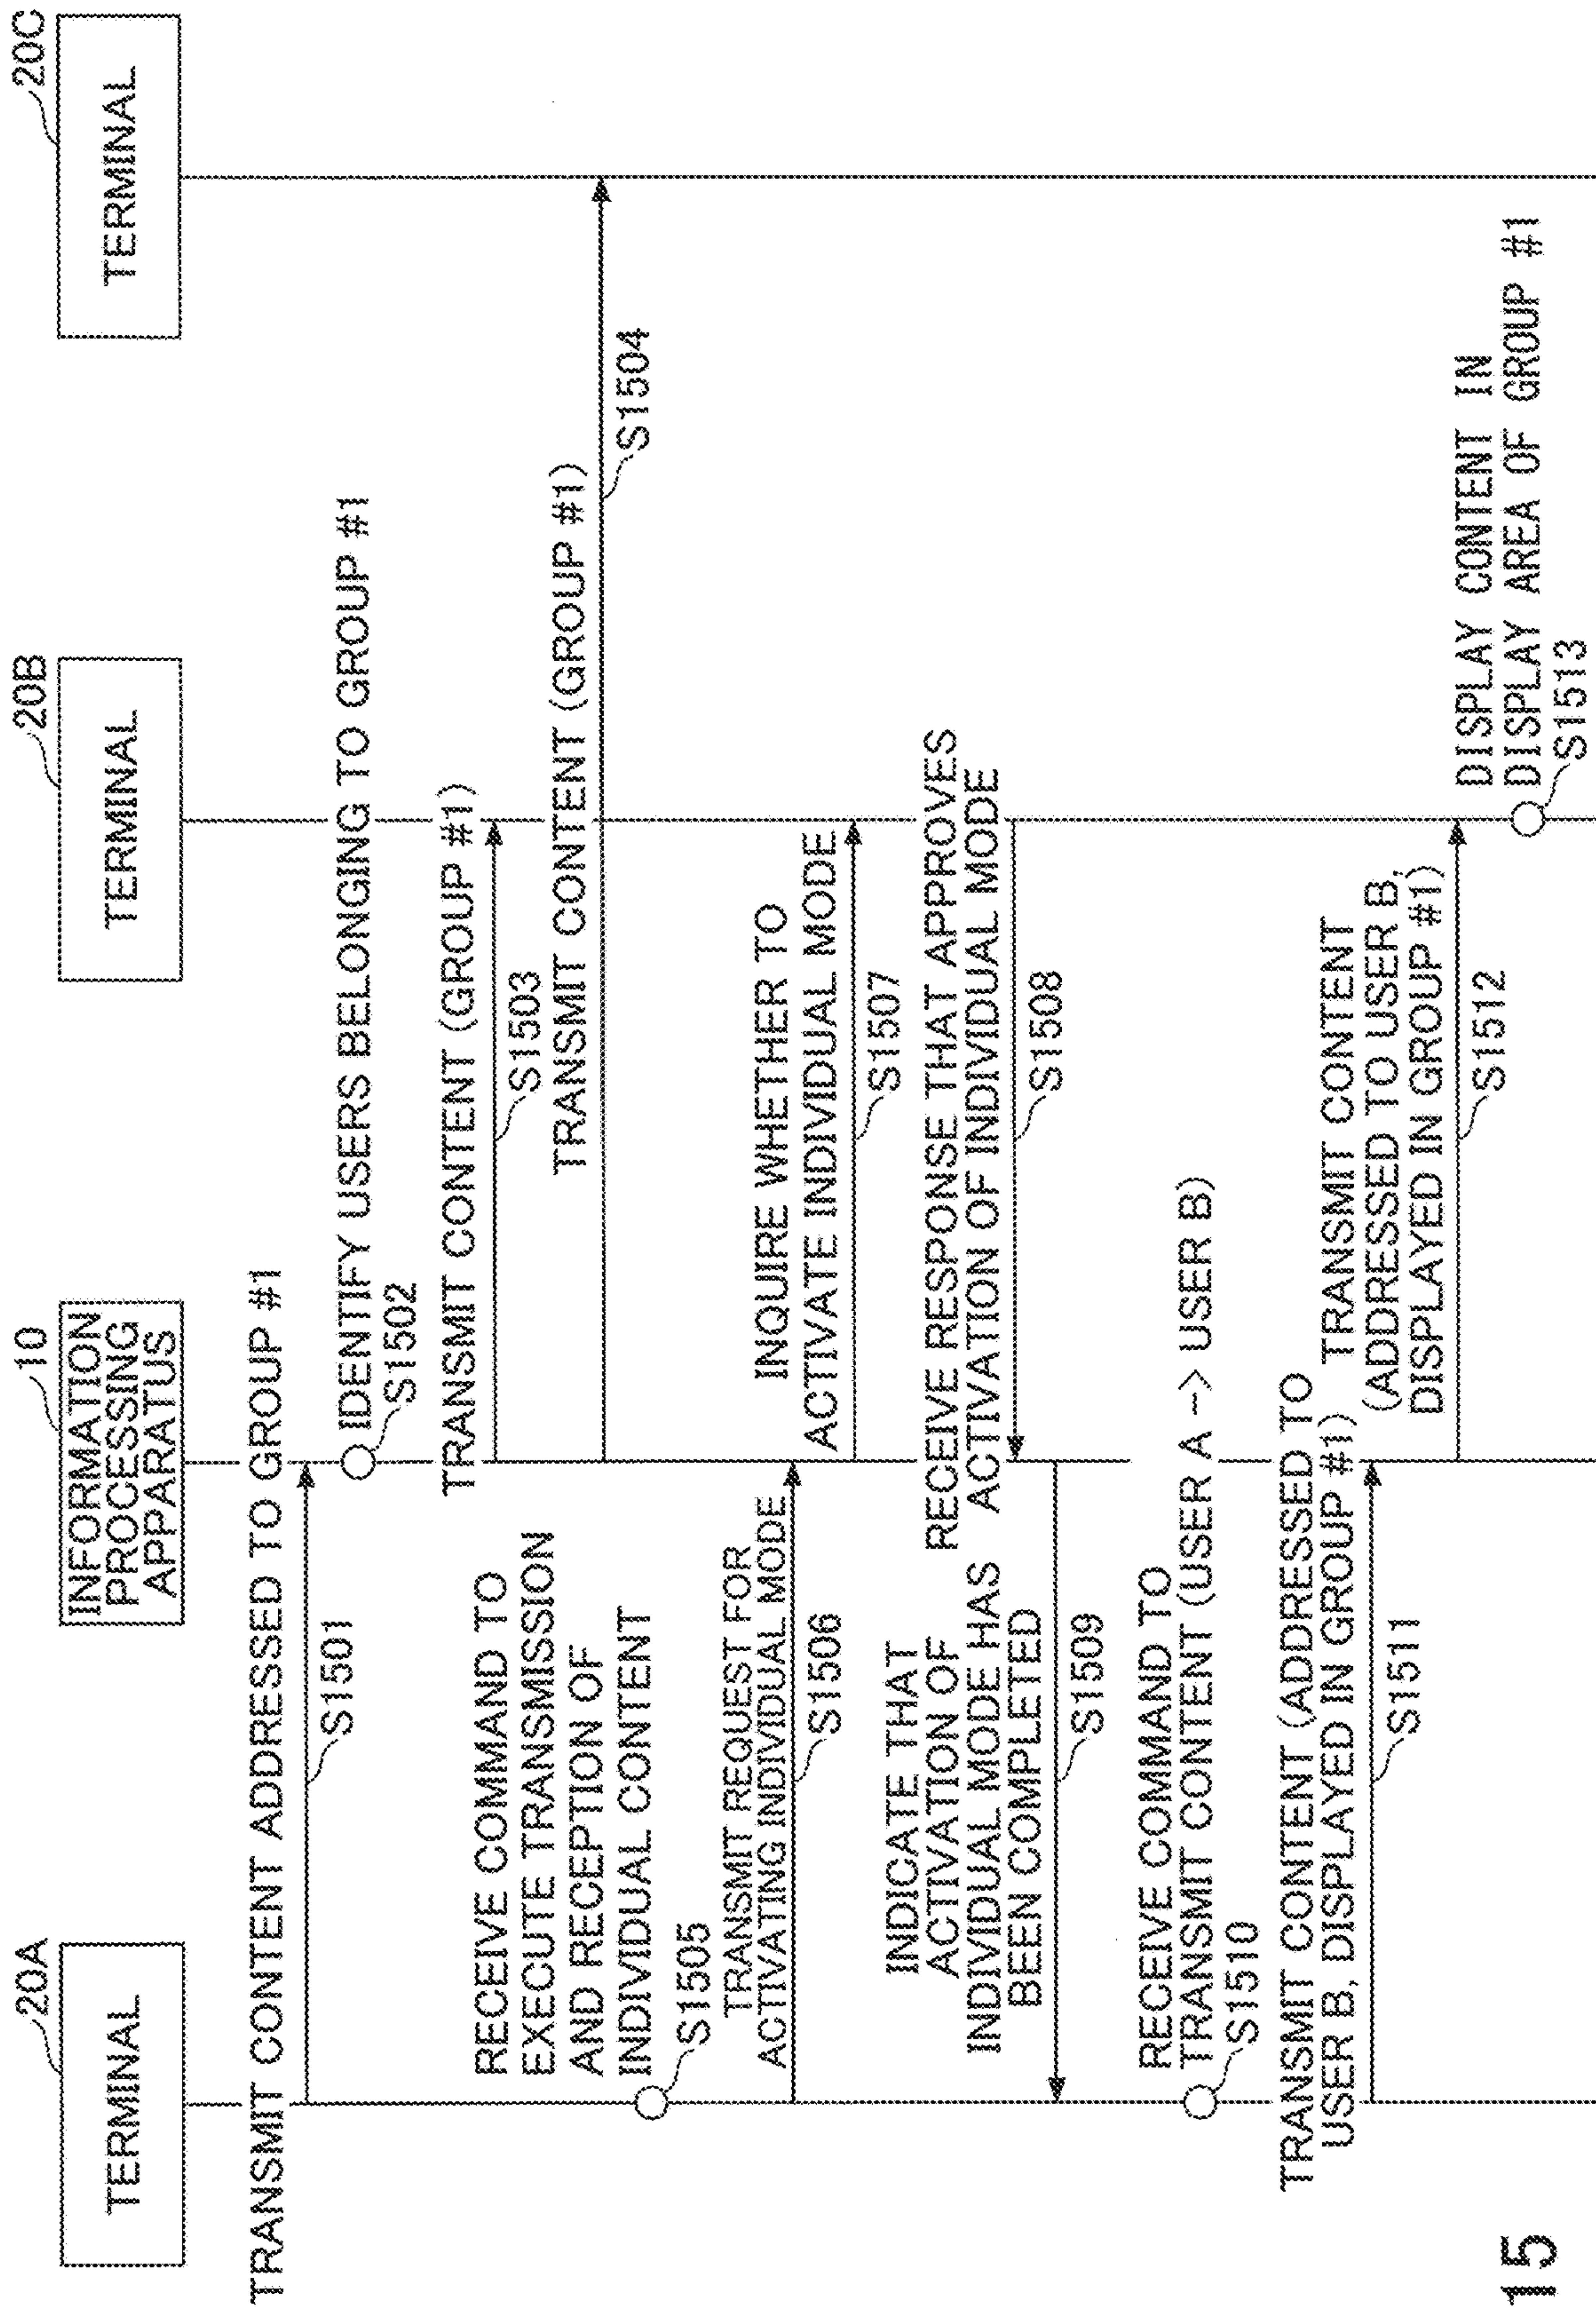 20A
TERMINAL
10
INFORMATION
PROCESSING
APPARATUS
20B
TERMINAL
20C
TERMINAL
TRANSMIT CONTENT ADDRESSED TO GROUP #1
S1501
IDENTIFY USERS BELONGING TO GROUP #1
S1502
TRANSMIT CONTENT (GROUP #1)
S1503
TRANSMIT CONTENT (GROUP #1)
S1504
RECEIVE COMMAND TO
EXECUTE TRANSMISSION
AND RECEPTION OF
INDIVIDUAL CONTENT
S1505
TRANSMIT REQUEST FOR
ACTIVATING INDIVIDUAL MODE
S1506
INQUIRE WHETHER TO
ACTIVATE INDIVIDUAL MODE
S1507
RECEIVE RESPONSE THAT APPROVES
ACTIVATION OF INDIVIDUAL MODE
S1508
INDICATE THAT
ACTIVATION OF
INDIVIDUAL MODE HAS
BEEN COMPLETED
S1509
RECEIVE COMMAND TO
TRANSMIT CONTENT (USER A --> USER B)
S1510
TRANSMIT CONTENT (ADDRESSED TO
USER B, DISPLAYED IN GROUP #1)
S1511
TRANSMIT CONTENT
(ADDRESSED TO USER B,
DISPLAYED IN GROUP #1)
S1512
DISPLAY CONTENT IN
DISPLAY AREA OF GROUP #1
S1513
15